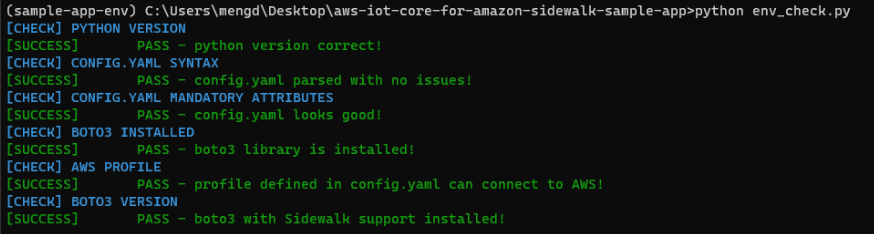 (sample-app-env) C:\Users\mengd\Desktop\aws-iot-core-for-amazon-sidewalk-sample-app>python env_check.py
[CHECK] PYTHON VERSION
[SUCCESS]       PASS - python version correct!
[CHECK] CONFIG.YAML SYNTAX
[SUCCESS]       PASS - config.yaml parsed with no issues!
[CHECK] CONFIG.YAML MANDATORY ATTRIBUTES
[SUCCESS]       PASS - config.yaml looks good!
[CHECK] BOTO3 INSTALLED
[SUCCESS]       PASS - boto3 library is installed!
[CHECK] AWS PROFILE
[SUCCESS]       PASS - profile defined in config.yaml can connect to AWS!
[CHECK] BOTO3 VERSION
[SUCCESS]       PASS - boto3 with Sidewalk support installed!